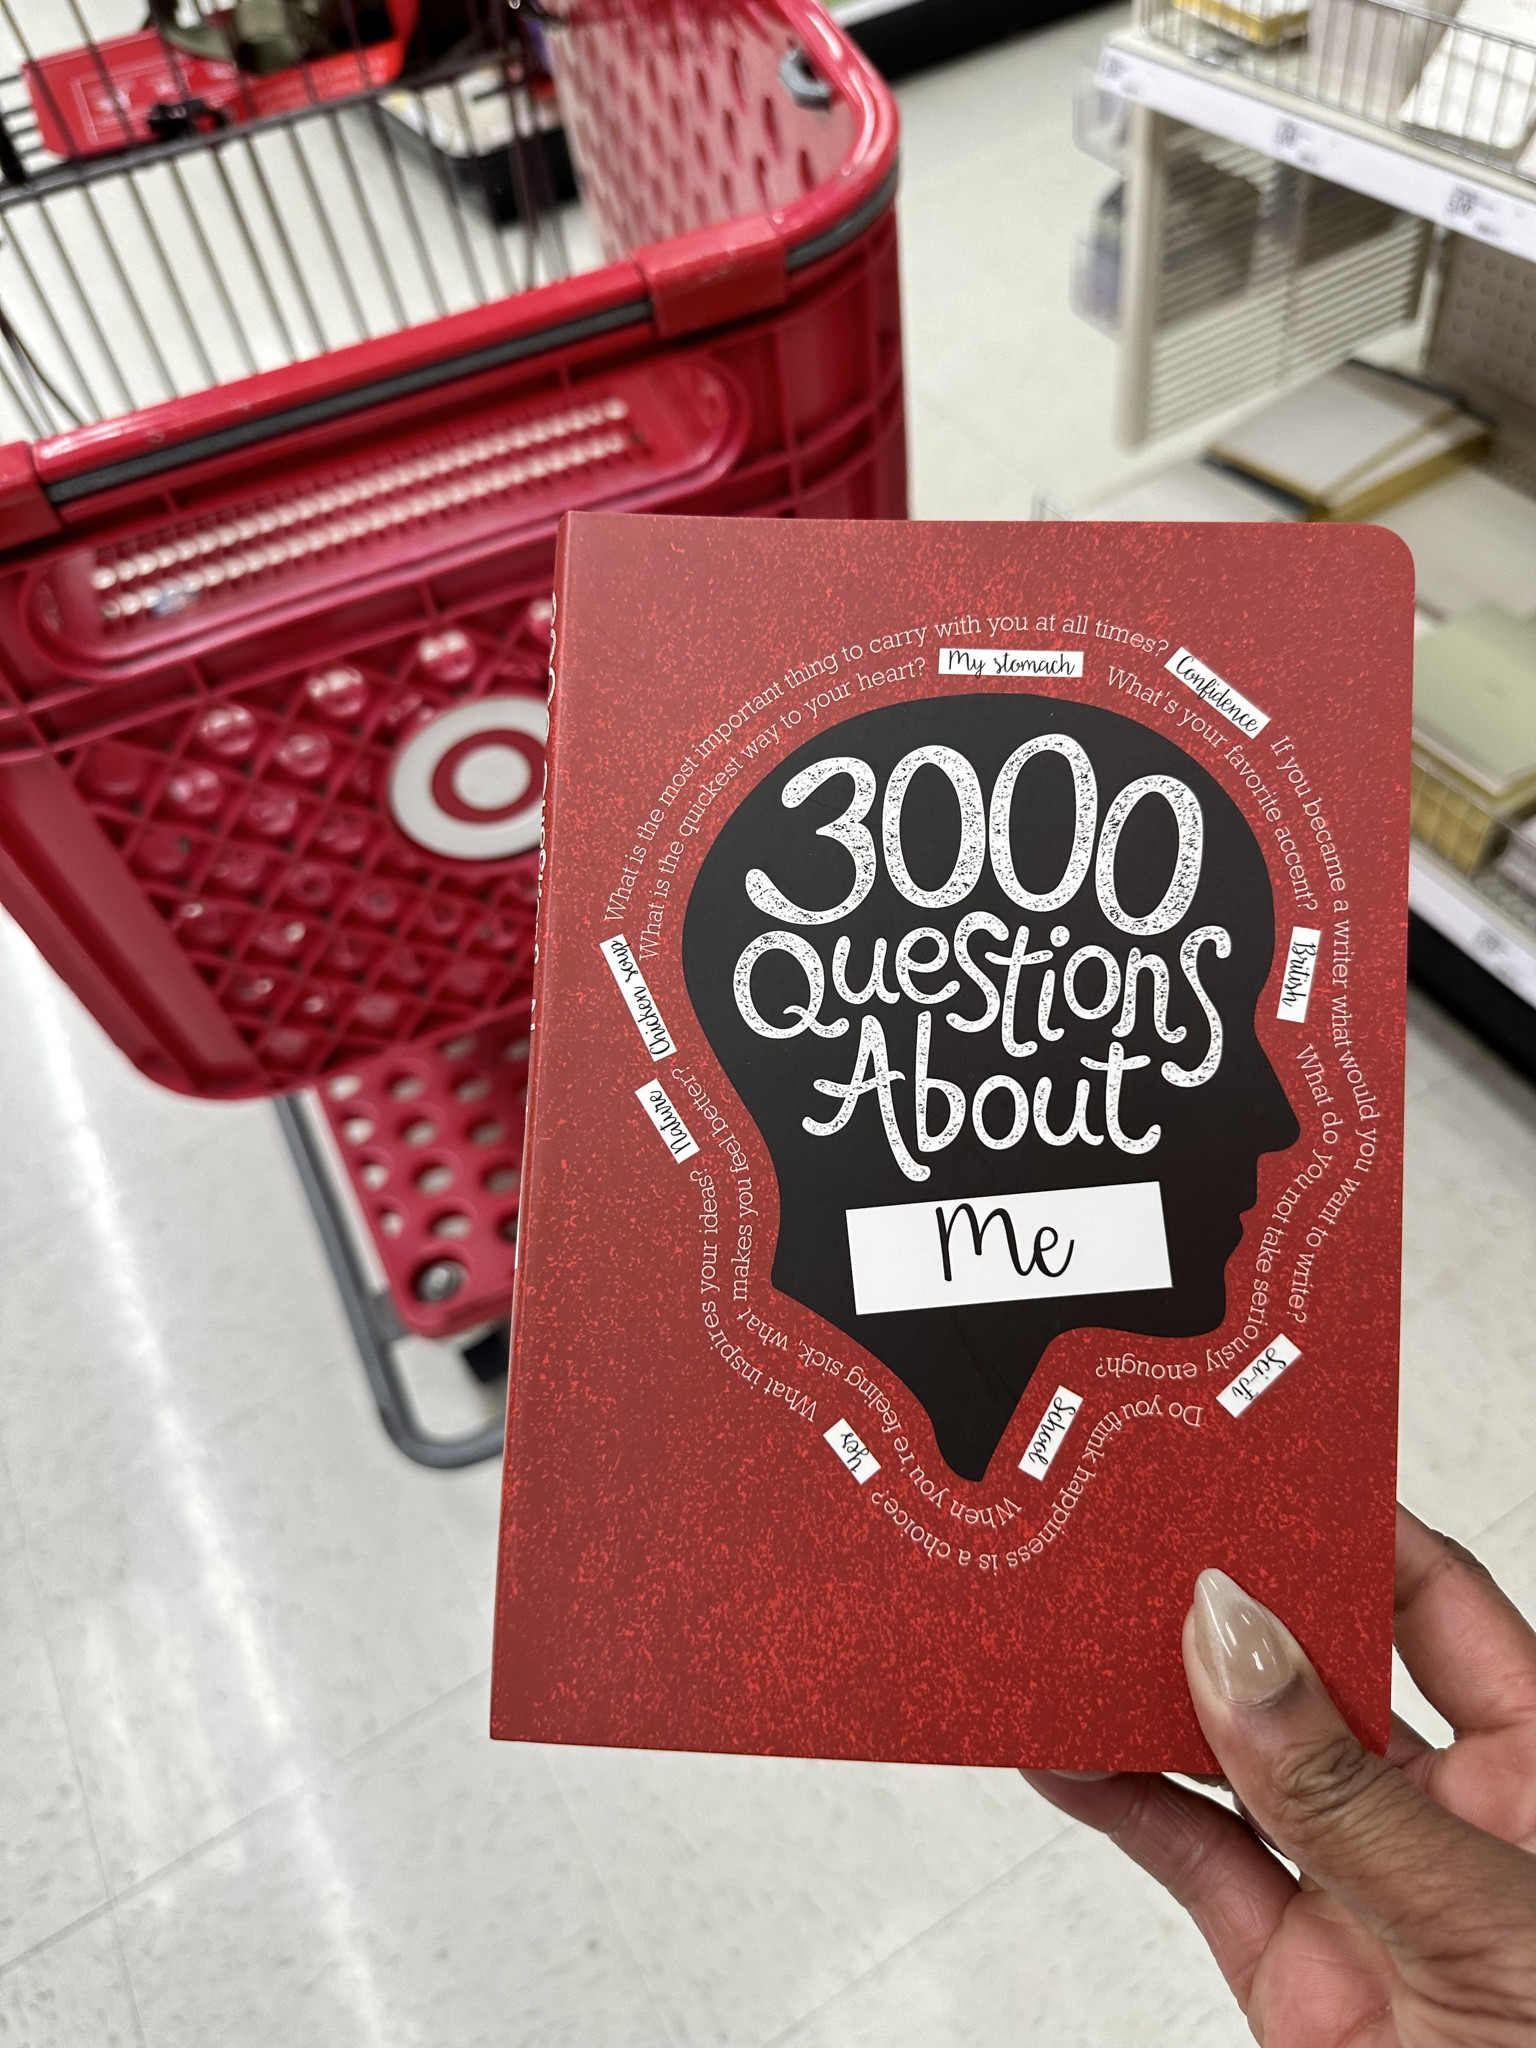 3000
Questions
About
Me
What is the most important thing to carry with you at all times? Confidence
If you became a writer what would you want to write? Sci-fi
Do you think happiness is a choice? Yes
What inspires your ideas? Nature
What is the quickest way to your heart? My stomach
What's your favorite accent? British
What do you not take seriously enough? School
When you're feeling sick, what makes you feel better? Chicken soup